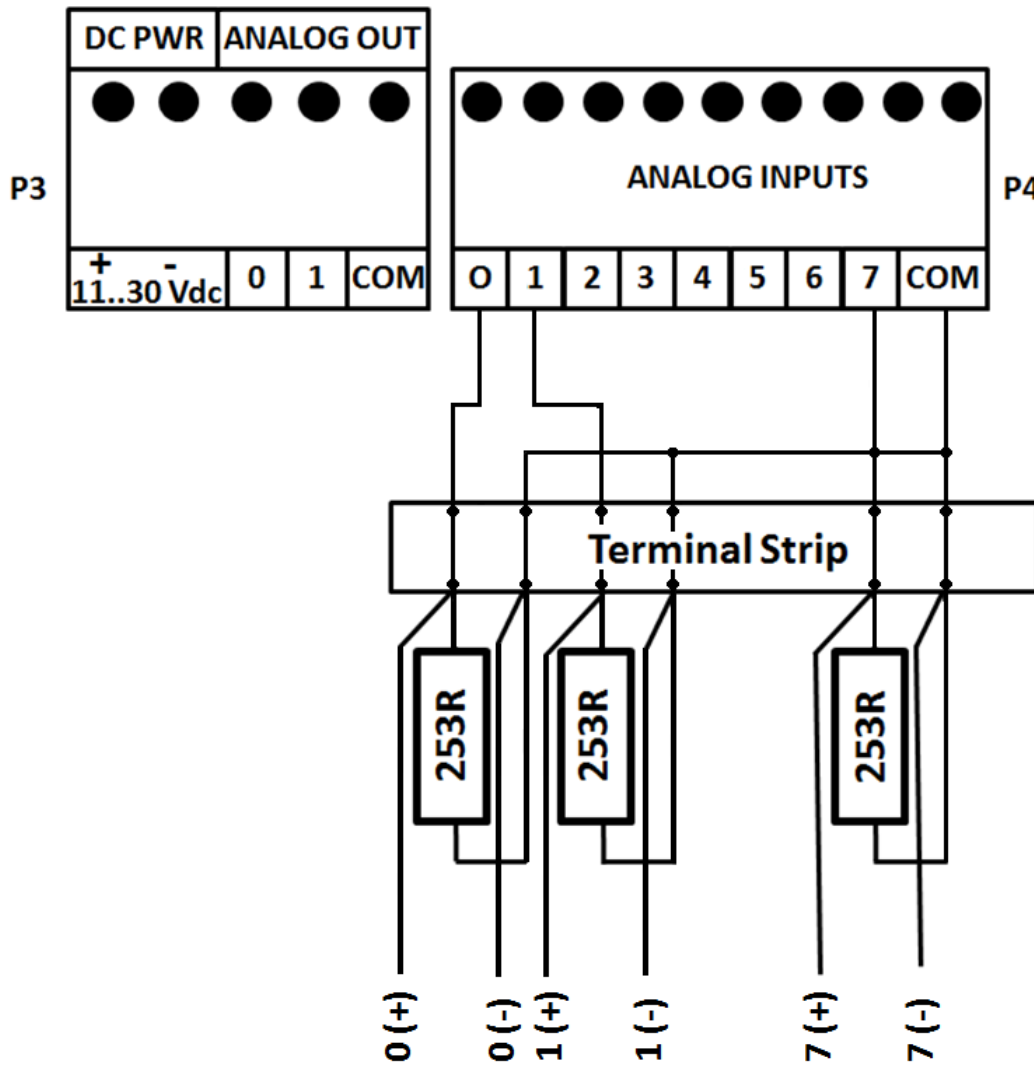 DC PWR ANALOG OUT
P3
+ - 
11..30 Vdc 0 1 COM
ANALOG INPUTS
P4
O 1 2 3 4 5 6 7 COM
Terminal Strip
253R 253R 253R
0 (+) 0 (-) 1 (+) 1 (-) 7 (+) 7 (-)